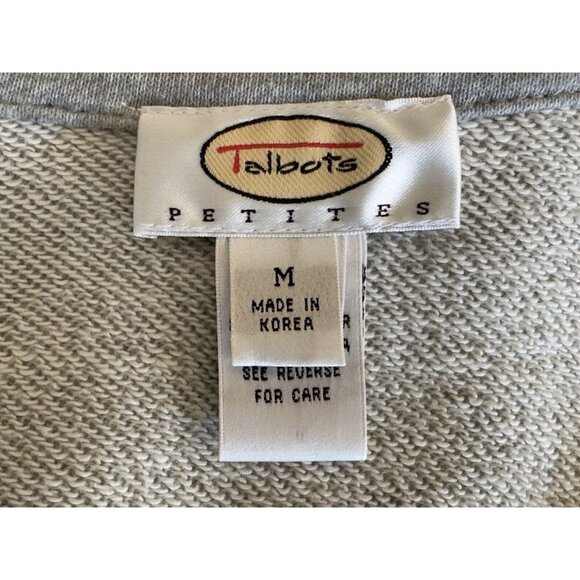 Talbots
PETITES
M
MADE IN
KOREA
SEE REVERSE
FOR CARE